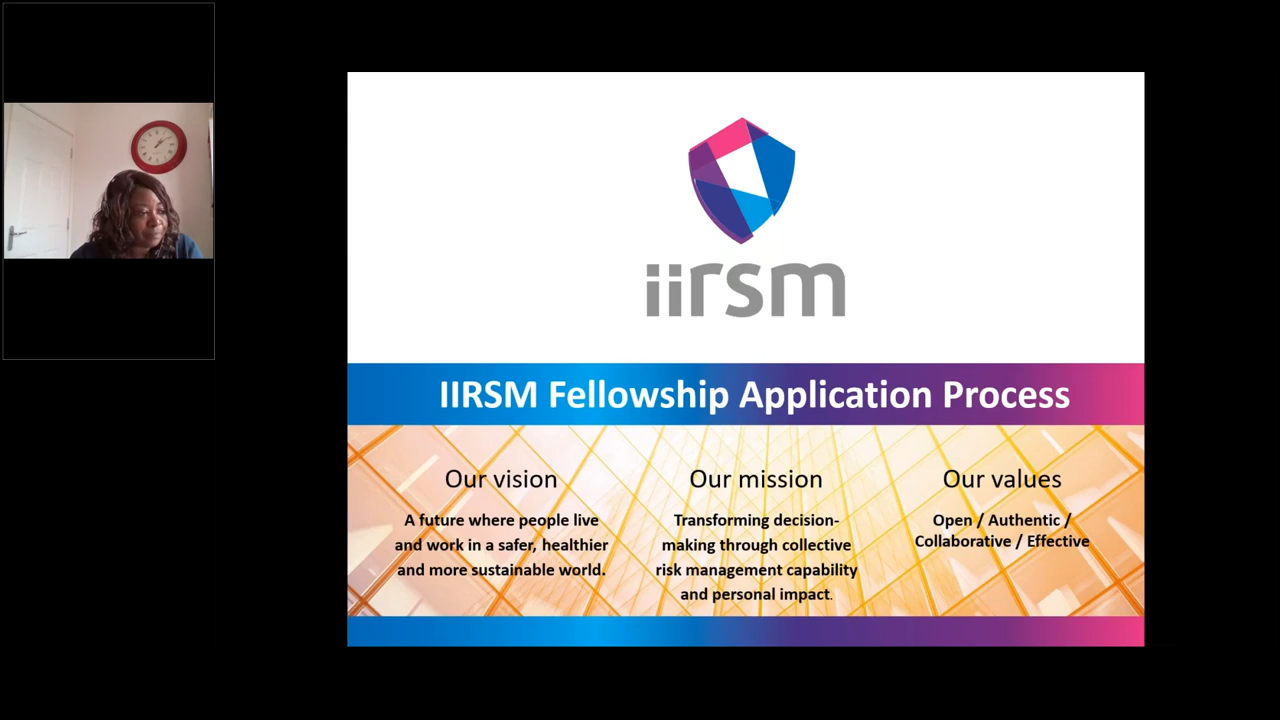 iirsm
IIRSM Fellowship Application Process
Our vision
A future where people live
and work in a safer, healthier
and more sustainable world.
Our mission
Transforming decision-
making through collective
risk management capability
and personal impact.
Our values
Open / Authentic /
Collaborative / Effective